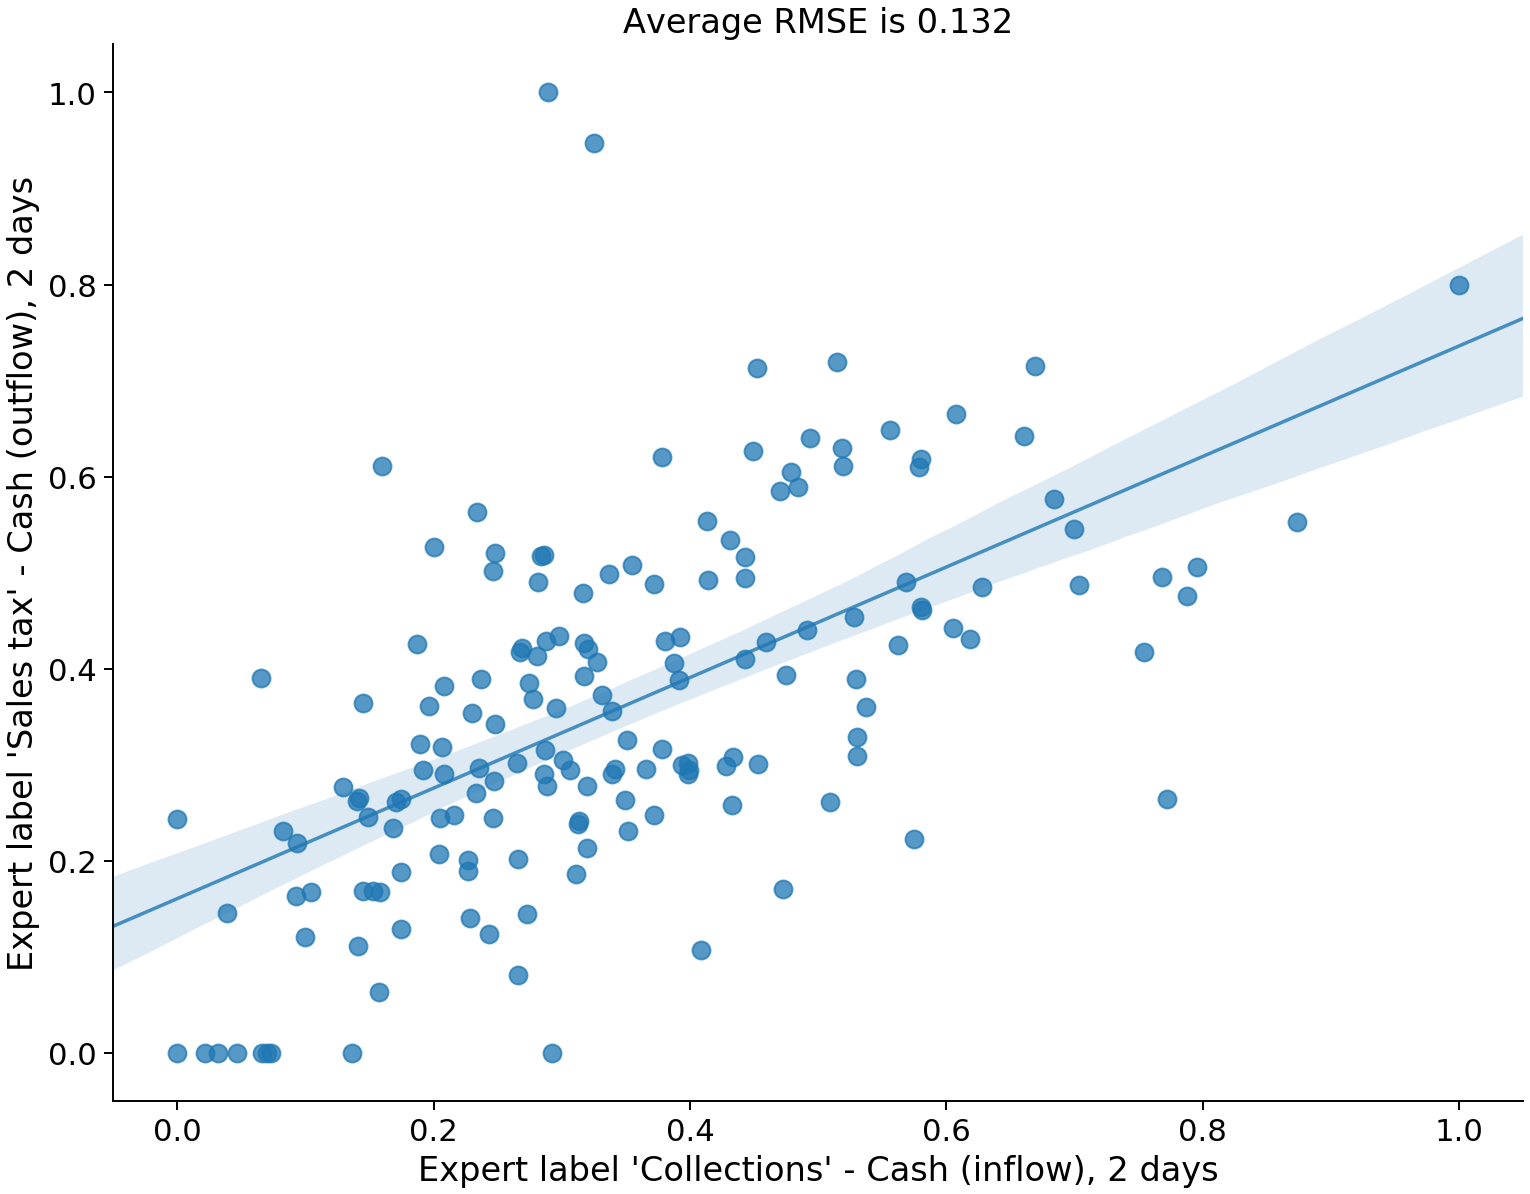 Average RMSE is 0.132
1.0
0.8
0.6
0.4
0.2
0.0
Expert label 'Sales tax' - Cash (outflow), 2 days
0.0 0.2 0.4 0.6 0.8 1.0
Expert label 'Collections' - Cash (inflow), 2 days